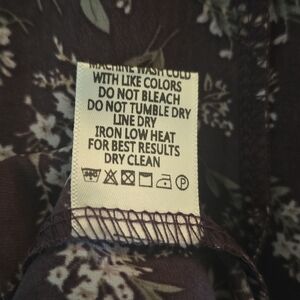 MACHINE WASH COLD
WITH LIKE COLORS
DO NOT BLEACH
DO NOT TUMBLE DRY
LINE DRY
IRON LOW HEAT
FOR BEST RESULTS
DRY CLEAN
P